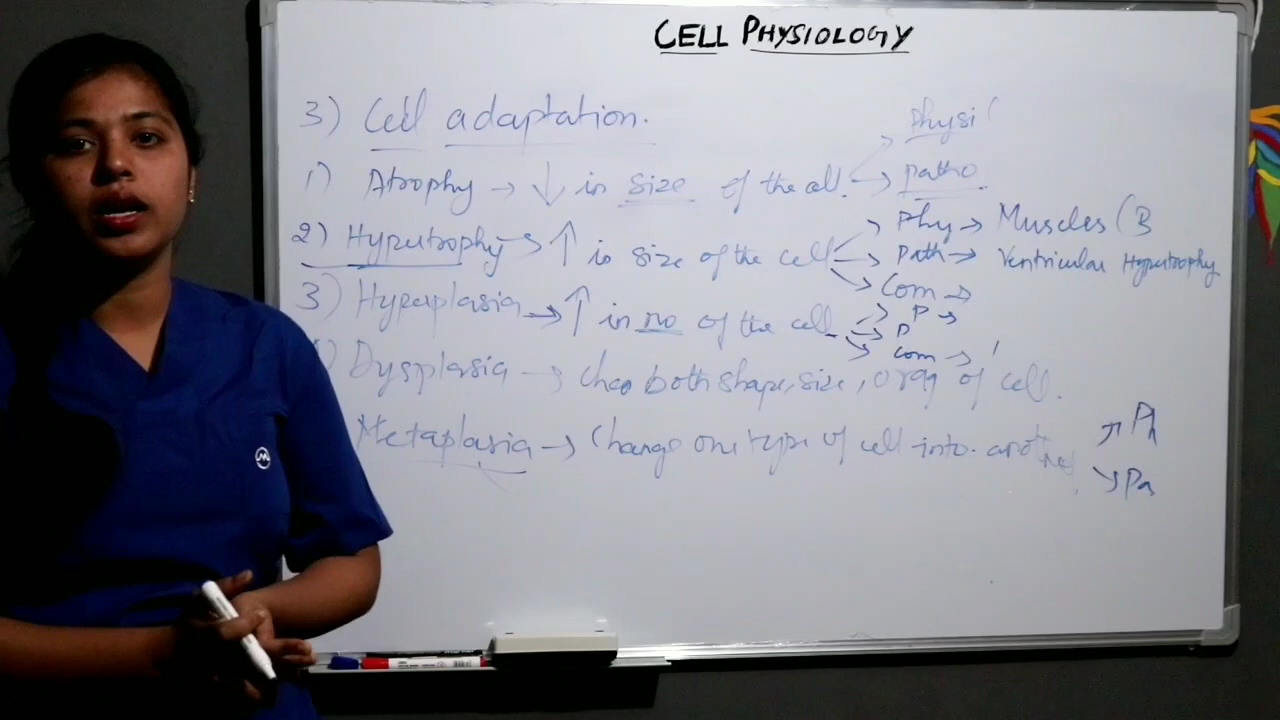 CELL PHYSIOLOGY
3) Cell adaptation.
Physi (
1) Atrophy → ↓ in size of the cell. → patho.
2) Hypertrophy → ↑ in size of the cell
Phy → Muscles (B
Path → Ventricular Hypertrophy
Com →
3) Hyperplasia → ↑ in no of the cell
P →
P
com →
Dysplasia → both shape, size, of cell.
Metaplasia → Change one type of cell into another
Ph
Pa